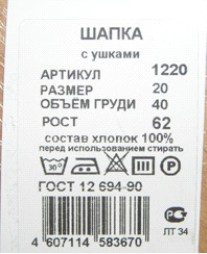 ШАПКА
с ушками
АРТИКУЛ 1220
РАЗМЕР 20
ОБЪЁМ ГРУДИ 40
РОСТ 62
состав хлопок 100%
перед использованием стирать
30°
ГОСТ 12 694-90
ЛТ 34
4 607114 583670